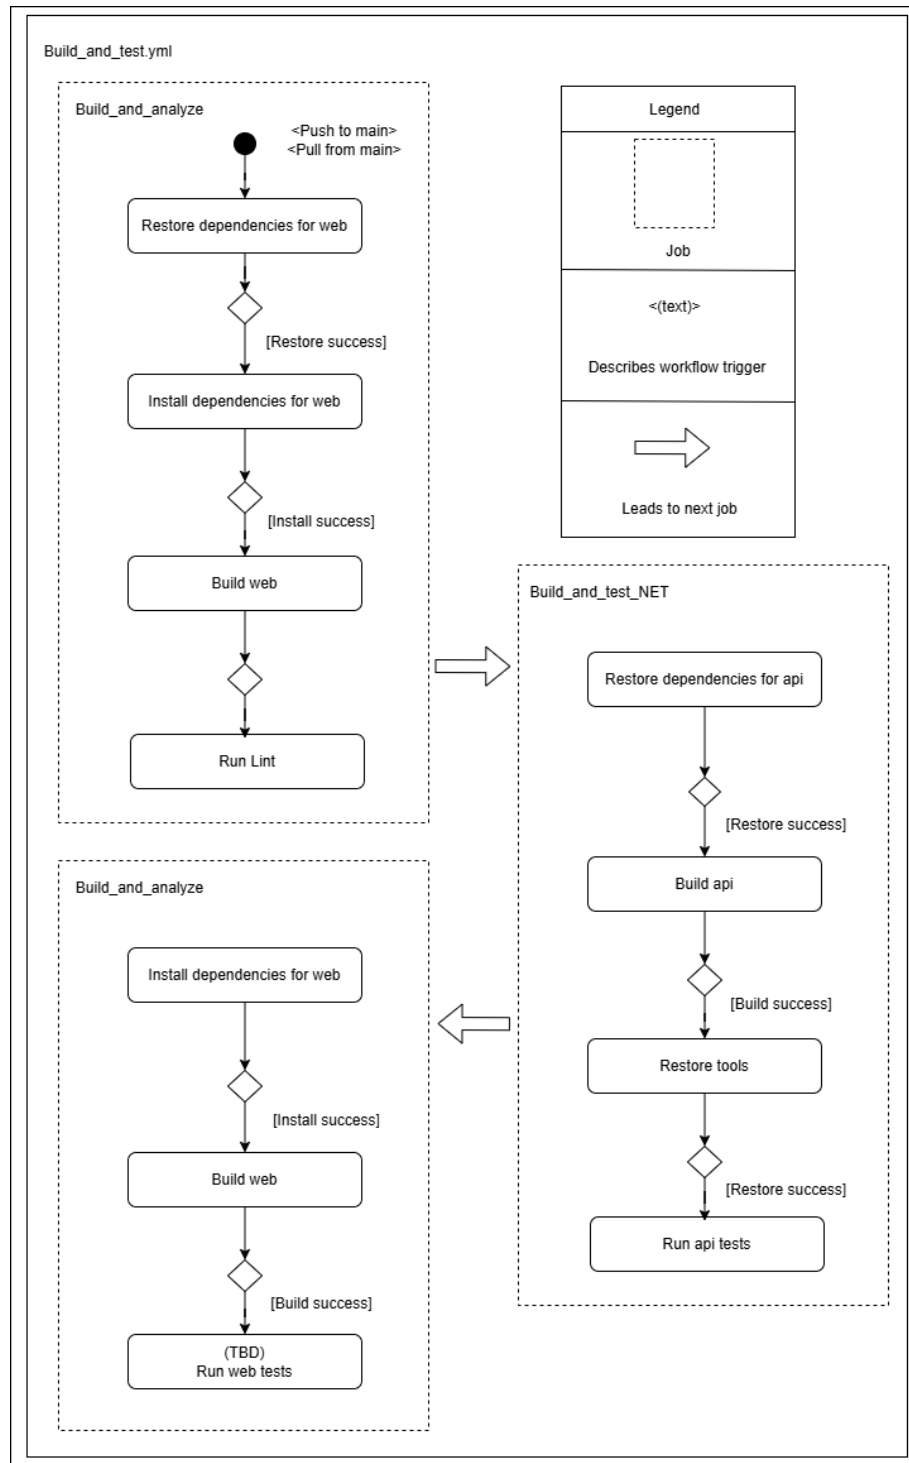 Build_and_test.yml
Build_and_analyze
<Push to main>
<Pull from main>
Restore dependencies for web
[Restore success]
Install dependencies for web
[Install success]
Build web
Run Lint
Legend
Job
<(text)>
Describes workflow trigger
Leads to next job
Build_and_test_NET
Restore dependencies for api
[Restore success]
Build api
[Build success]
Restore tools
[Restore success]
Run api tests
Build_and_analyze
Install dependencies for web
[Install success]
Build web
[Build success]
(TBD)
Run web tests